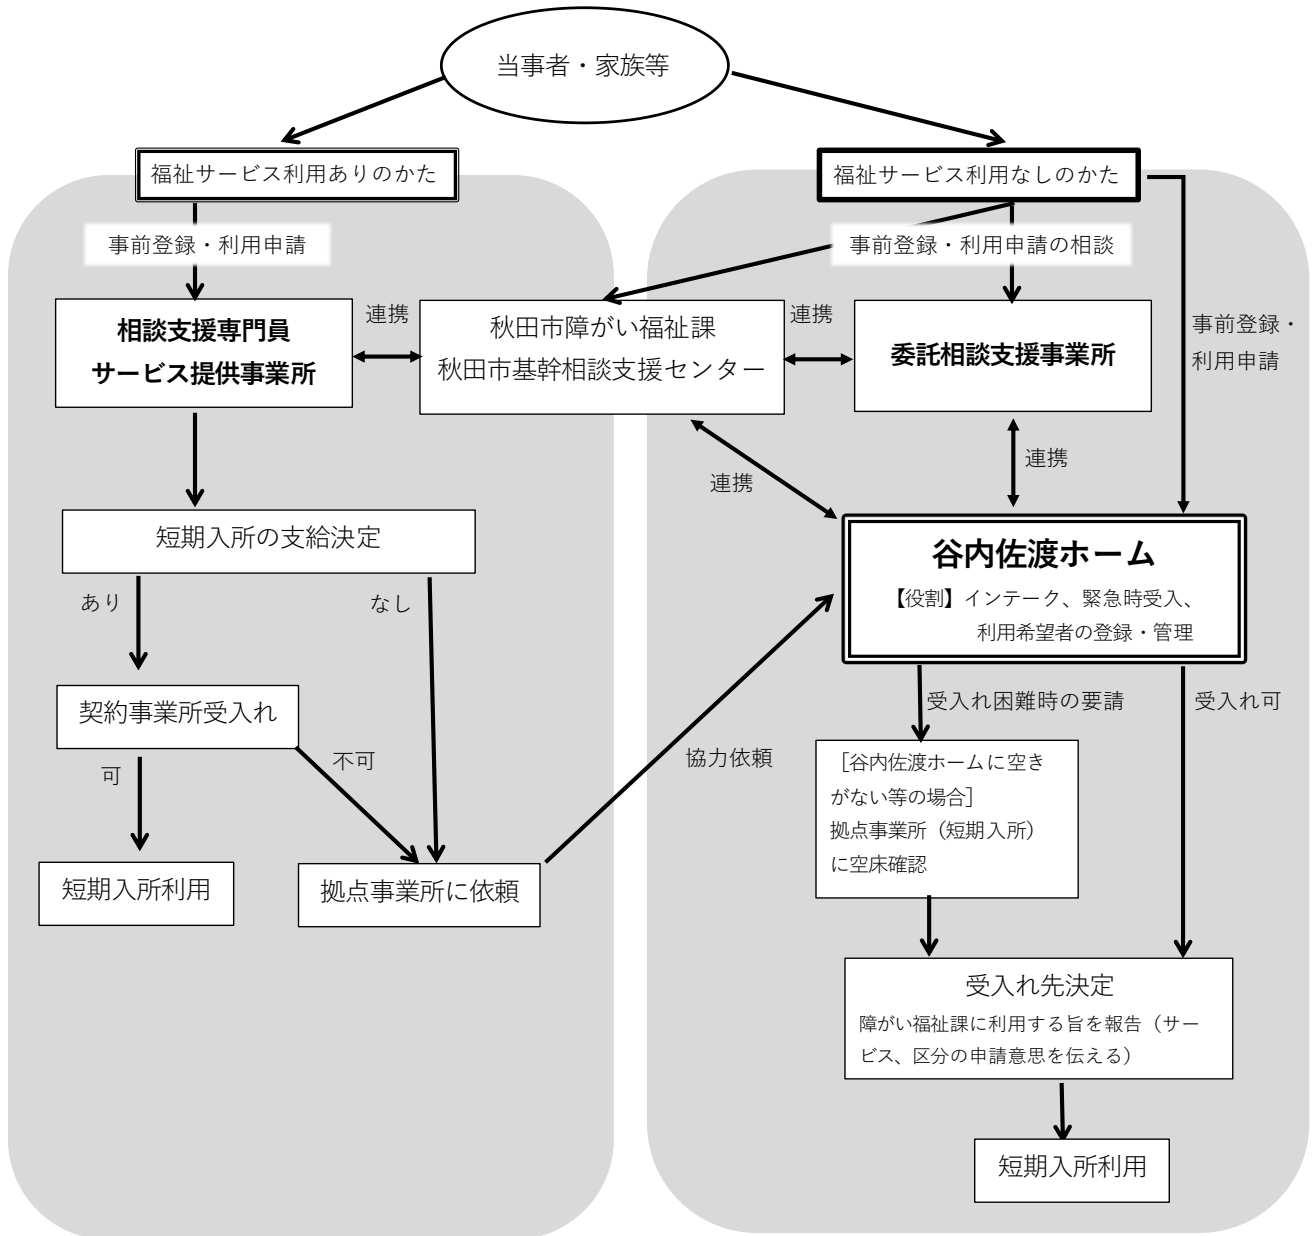 当事者・家族等
福祉サービス利用ありのかた
福祉サービス利用なしのかた
事前登録・利用申請
事前登録・利用申請の相談
事前登録・
利用申請
相談支援専門員
サービス提供事業所
連携
秋田市障がい福祉課
秋田市基幹相談支援センター
連携
委託相談支援事業所
連携
連携
短期入所の支給決定
あり
なし
谷内佐渡ホーム
【役割】インテーク、緊急時受入、
利用希望者の登録・管理
契約事業所受入れ
可
不可
協力依頼
受入れ困難時の要請
受入れ可
［谷内佐渡ホームに空き
がない等の場合］
拠点事業所（短期入所）
に空床確認
短期入所利用
拠点事業所に依頼
受入れ先決定
障がい福祉課に利用する旨を報告（サー
ビス、区分の申請意思を伝える）
短期入所利用